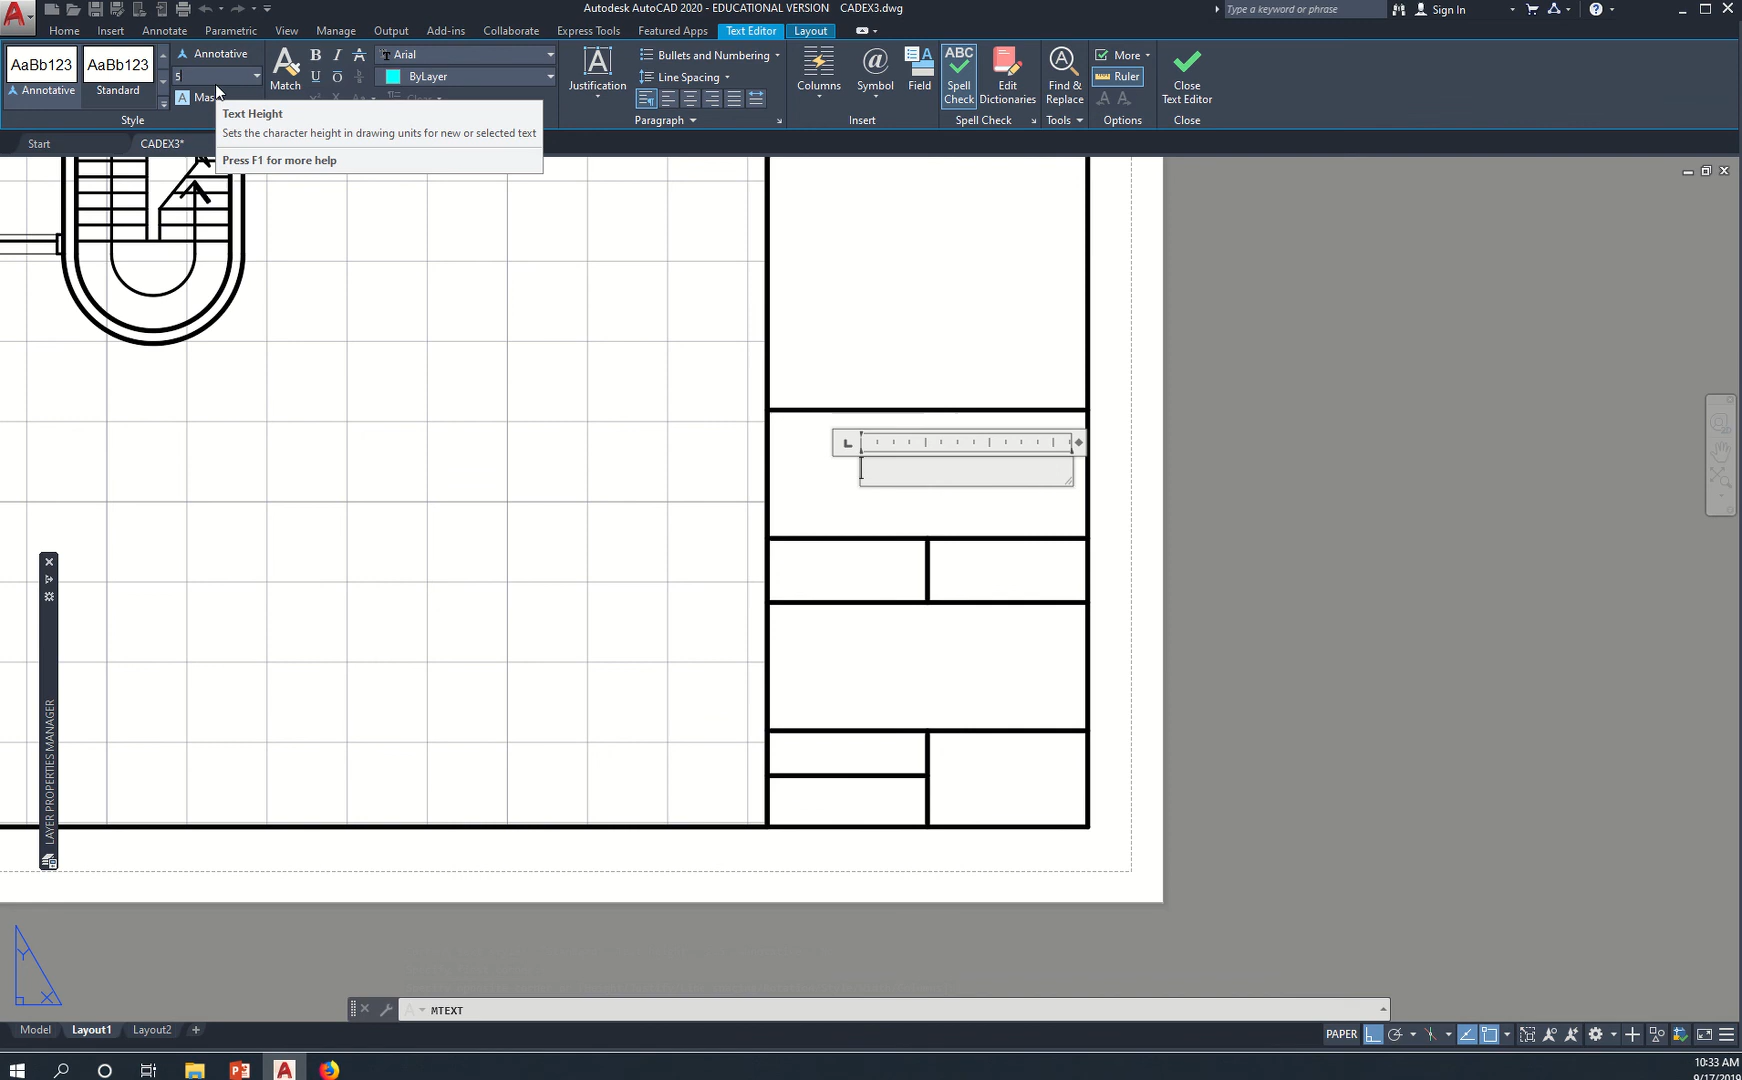 Autodesk AutoCAD 2020 - EDUCATIONAL VERSION CADEX3.dwg
Type a keyword or phrase
Sign In
Home Insert Annotate Parametric View Manage Output Add-ins Collaborate Express Tools Featured Apps Text Editor Layout
AaBb123 AaBb123
Annotative Standard
Annotative
5
Mas
Style
A
Match
B I A
U O
Arial
ByLayer
Justification
Bullets and Numbering
Line Spacing
Paragraph
Columns
@
Symbol
Field
Insert
ABC
Spell
Check
Edit
Dictionaries
Spell Check
Find &
Replace
Tools
More
Ruler
Options
Close
Text Editor
Close
Text Height
Sets the character height in drawing units for new or selected text
Press F1 for more help
Start CADEX3*
LAYER PROPERTIES MANAGER
Y
X
MTEXT
Model Layout1 Layout2 +
PAPER
10:33 AM
9/17/2019